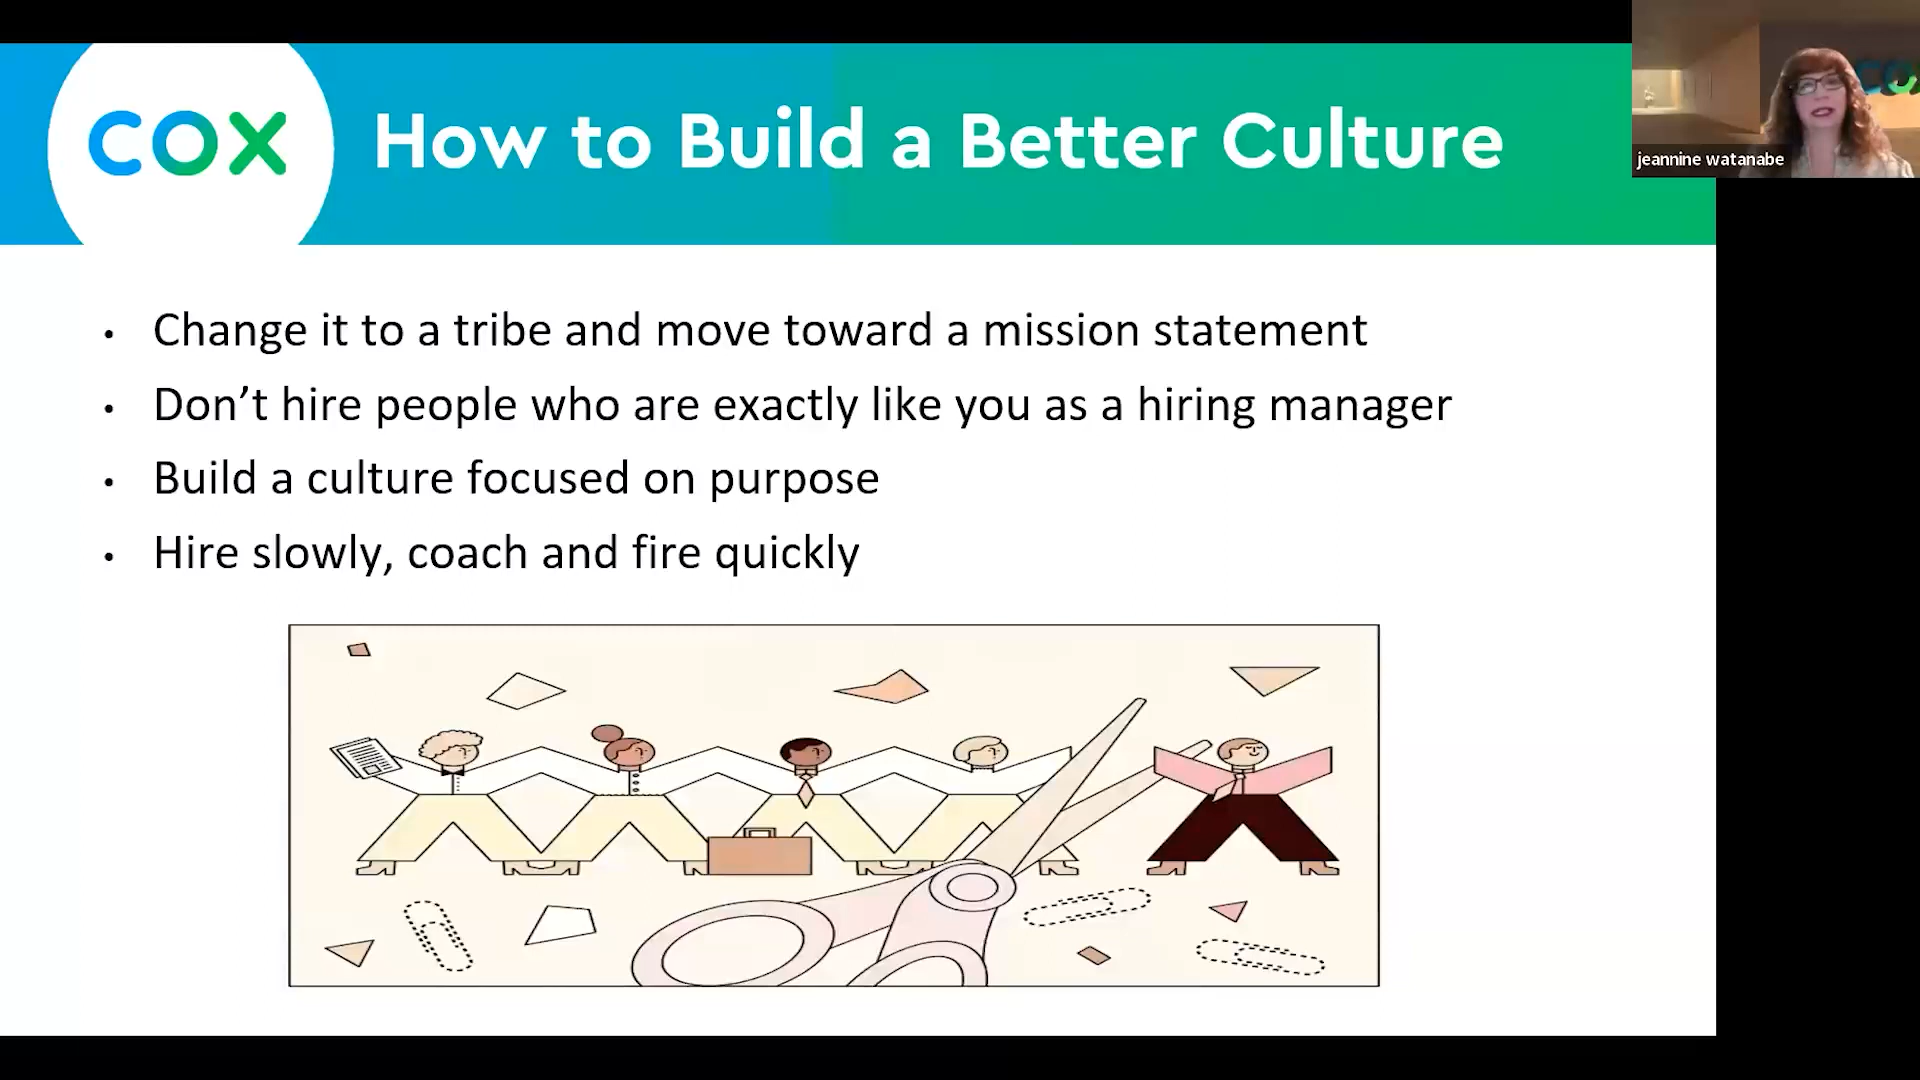 cox
How to Build a Better Culture
jeannine watanabe
• Change it to a tribe and move toward a mission statement
• Don’t hire people who are exactly like you as a hiring manager
• Build a culture focused on purpose
• Hire slowly, coach and fire quickly